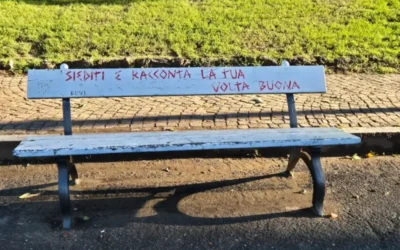 SIEDITI E RACCONTA LA TUA
VOLTA BUONA